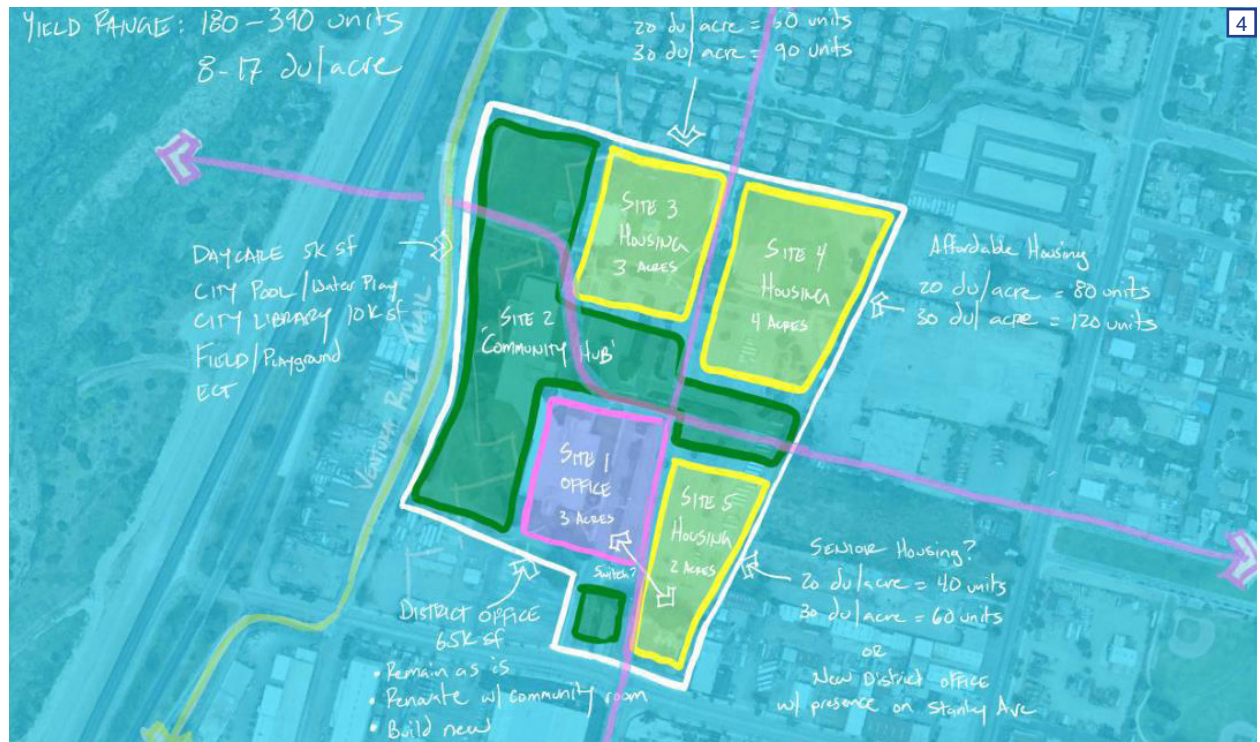 4
YIELD RANGE: 180-390 units
8-17 du/acre
20 du/acre = 60 units
30 du/acre = 90 units
SITE 3
HOUSING
3 ACRES
SITE 4
HOUSING
4 ACRES
Affordable Housing
20 du/acre = 80 units
30 du/acre = 120 units
DAYCARE 5K SF
CITY POOL/Water Play
CITY LIBRARY 10K SF
FIELD/Playground
ECT
VENTURA RIVER TRAIL
SITE 2
'COMMUNITY HUB'
SITE 1
OFFICE
3 ACRES
SITE 5
HOUSING
2 ACRES
Switch?
SENIOR HOUSING?
20 du/acre = 40 units
30 du/acre = 60 units
OR
New District office
w/ presence on Stanley Ave
DISTRICT OFFICE
65K SF
• Remain as is
• Renovate w/ community room
• Build new